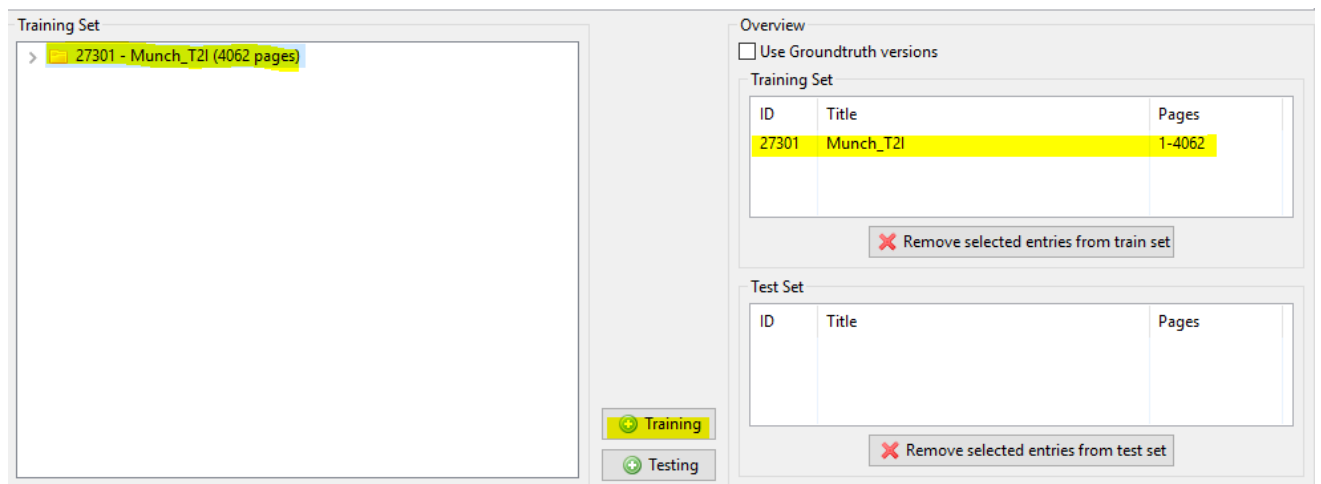 Training Set
27301 - Munch_T2I (4062 pages)
Training
Testing
Overview
Use Groundtruth versions
Training Set
ID Title Pages
27301 Munch_T2I 1-4062
Remove selected entries from train set
Test Set
ID Title Pages
Remove selected entries from test set